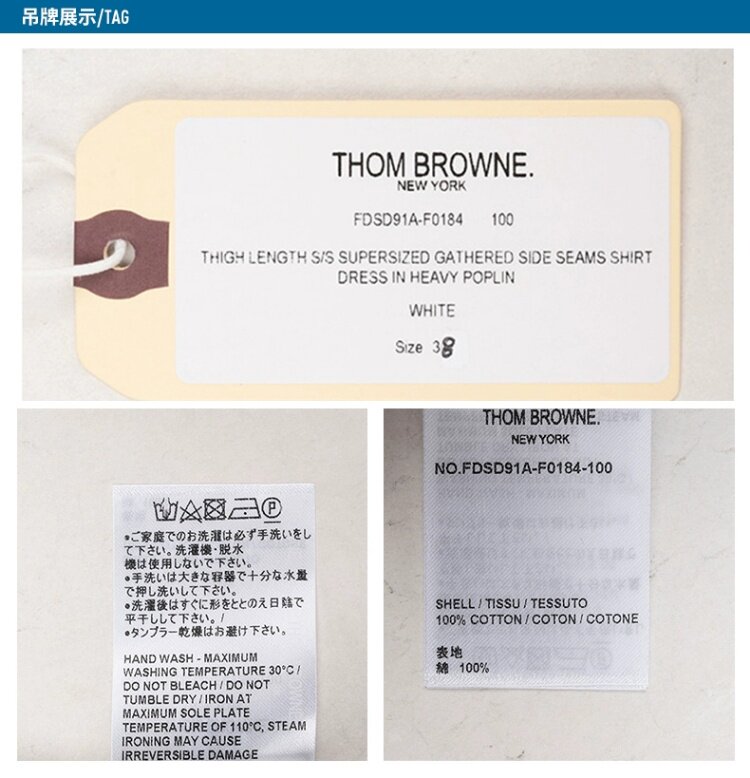 吊牌展示/TAG
THOM BROWNE.
NEW YORK
FDSD91A-F0184 100
THIGH LENGTH S/S SUPERSIZED GATHERED SIDE SEAMS SHIRT
DRESS IN HEAVY POPLIN
WHITE
Size 38
●ご家庭でのお洗濯は必ず手洗いをし
て下さい。洗濯機・脱水
機は使用しないで下さい。
●手洗いは大きな容器で十分な水量
で押し洗いして下さい。
●洗濯後はすぐに形をととのえ日陰で
平干しして下さい。/
●タンブラー乾燥はお避け下さい。
HAND WASH - MAXIMUM
WASHING TEMPERATURE 30°C /
DO NOT BLEACH / DO NOT
TUMBLE DRY / IRON AT
MAXIMUM SOLE PLATE
TEMPERATURE OF 110°C, STEAM
IRONING MAY CAUSE
IRREVERSIBLE DAMAGE
THOM BROWNE.
NEW YORK
NO.FDSD91A-F0184-100
SHELL / TISSU / TESSUTO
100% COTTON / COTON / COTONE
表地
綿 100%